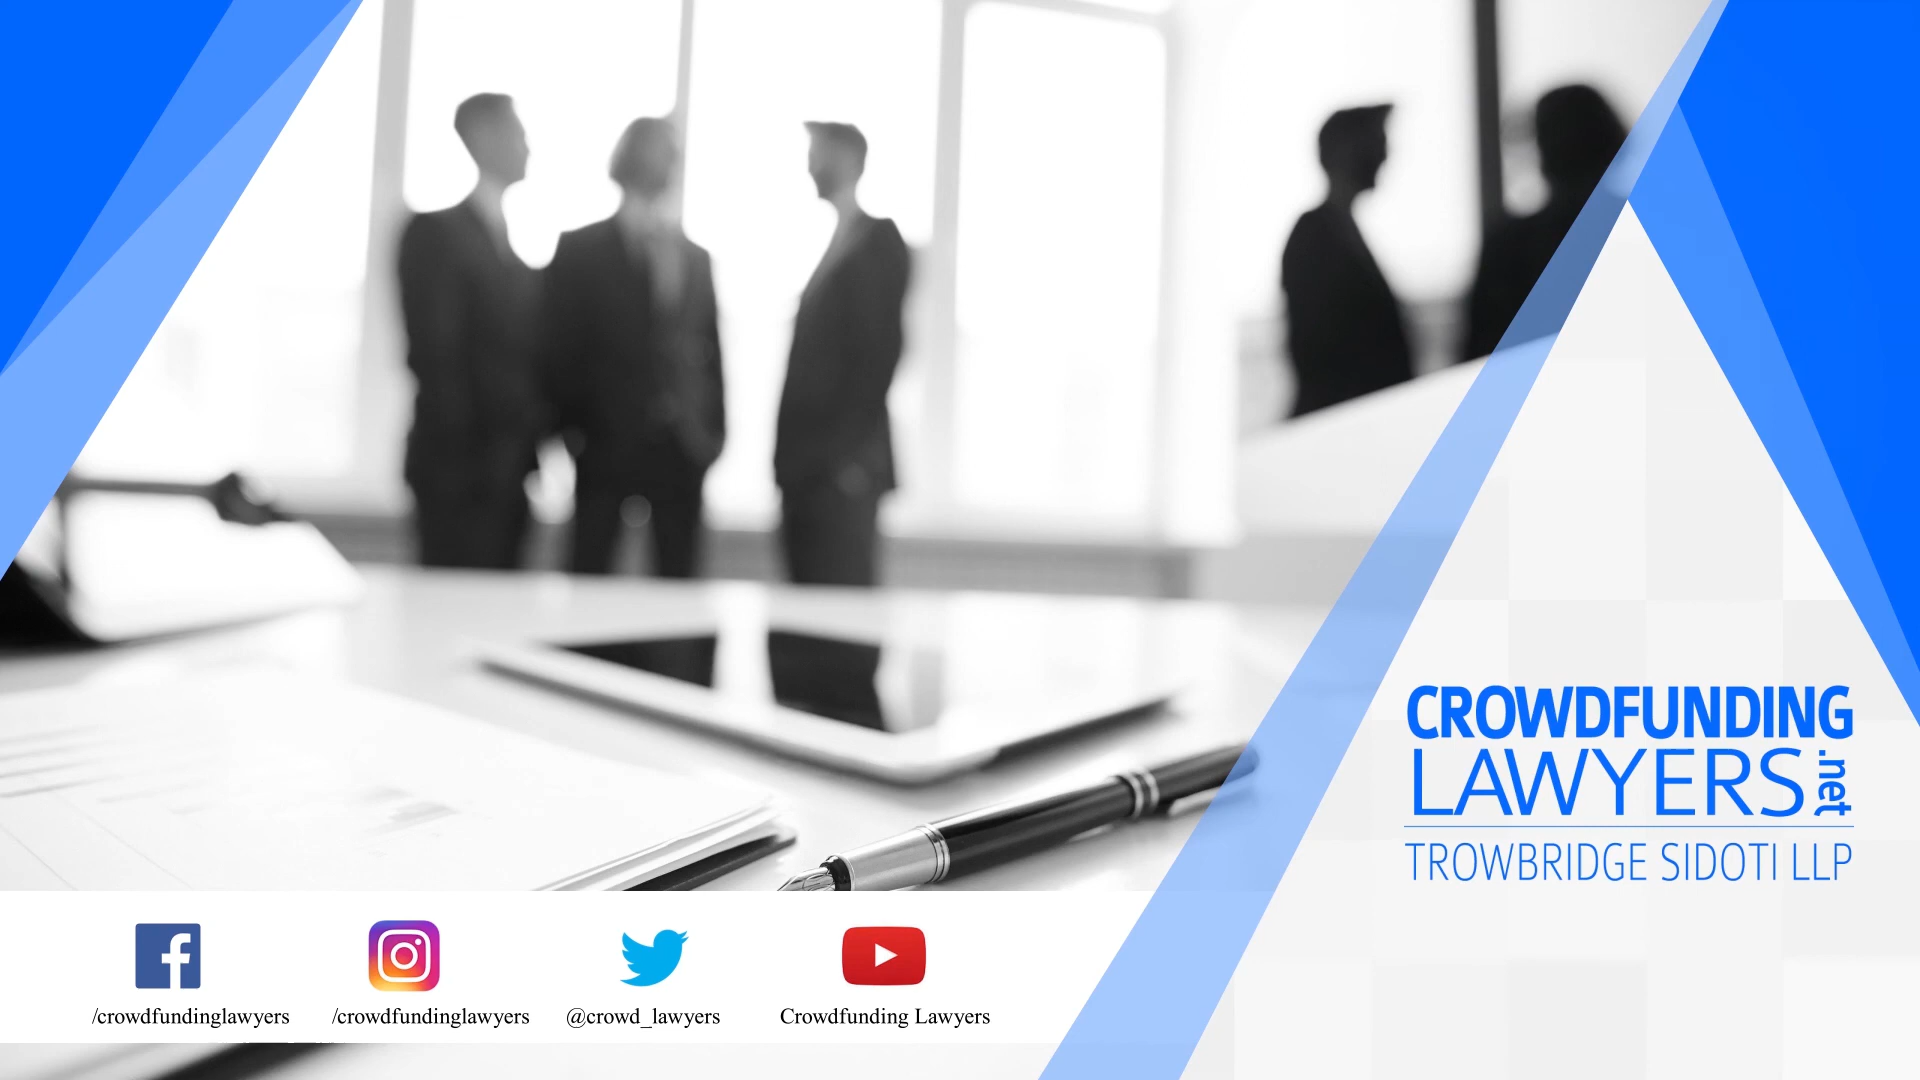 CROWDFUNDING
LAWYERS.net
TROWBRIDGE SIDOTI LLP
/crowdfundinglawyers
/crowdfundinglawyers
@crowd_lawyers
Crowdfunding Lawyers